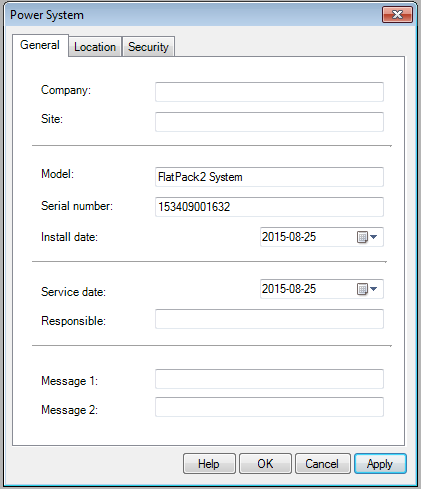 Power System
General Location Security
Company:
Site:
Model: FlatPack2 System
Serial number: 153409001632
Install date: 2015-08-25
Service date: 2015-08-25
Responsible:
Message 1:
Message 2:
Help OK Cancel Apply